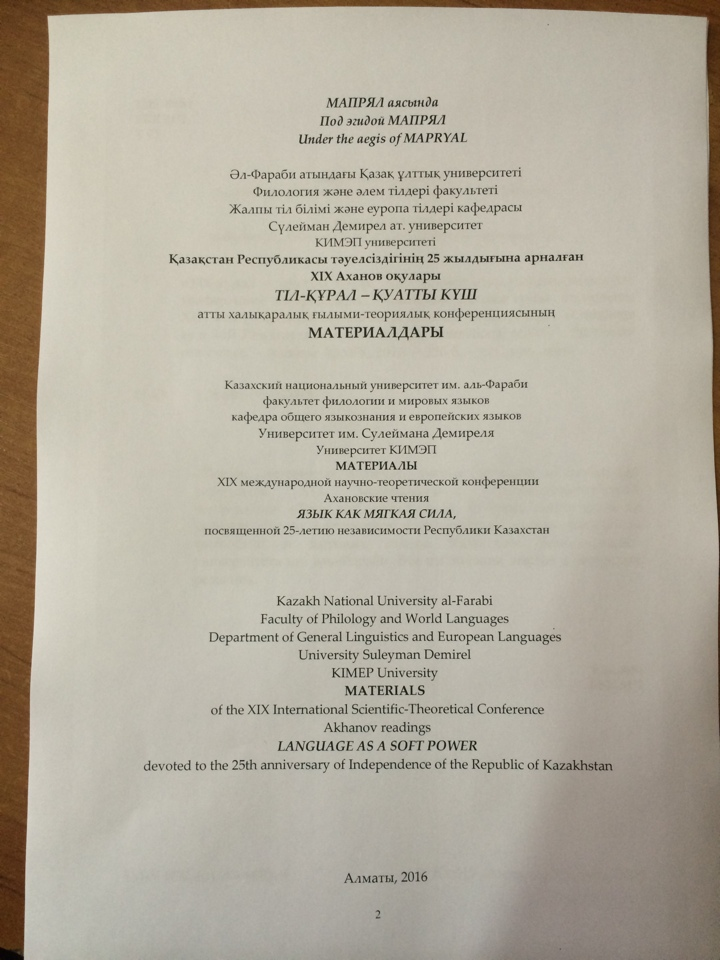 МАПРЯЛ аясында
Под эгидой МАПРЯЛ
Under the aegis of MAPRYAL
Әл-Фараби атындағы Қазақ ұлттық университеті
Филология және әлем тілдері факультеті
Жалпы тіл білімі және еуропа тілдері кафедрасы
Сүлейман Демирел ат. университет
КИМЭП университеті
Қазақстан Республикасы тәуелсіздігінің 25 жылдығына арналған
XIX Аханов оқулары
ТІЛ-ҚҰРАЛ – ҚУАТТЫ КҮШ
атты халықаралық ғылыми-теориялық конференциясының
МАТЕРИАЛДАРЫ
Казахский национальный университет им. аль-Фараби
факультет филологии и мировых языков
кафедра общего языкознания и европейских языков
Университет им. Сулеймана Демиреля
Университет КИМЭП
МАТЕРИАЛЫ
XIX международной научно-теоретической конференции
Ахановские чтения
ЯЗЫК КАК МЯГКАЯ СИЛА,
посвященной 25-летию независимости Республики Казахстан
Kazakh National University al-Farabi
Faculty of Philology and World Languages
Department of General Linguistics and European Languages
University Suleyman Demirel
KIMEP University
MATERIALS
of the XIX International Scientific-Theoretical Conference
Akhanov readings
LANGUAGE AS A SOFT POWER
devoted to the 25th anniversary of Independence of the Republic of Kazakhstan
Алматы, 2016
2